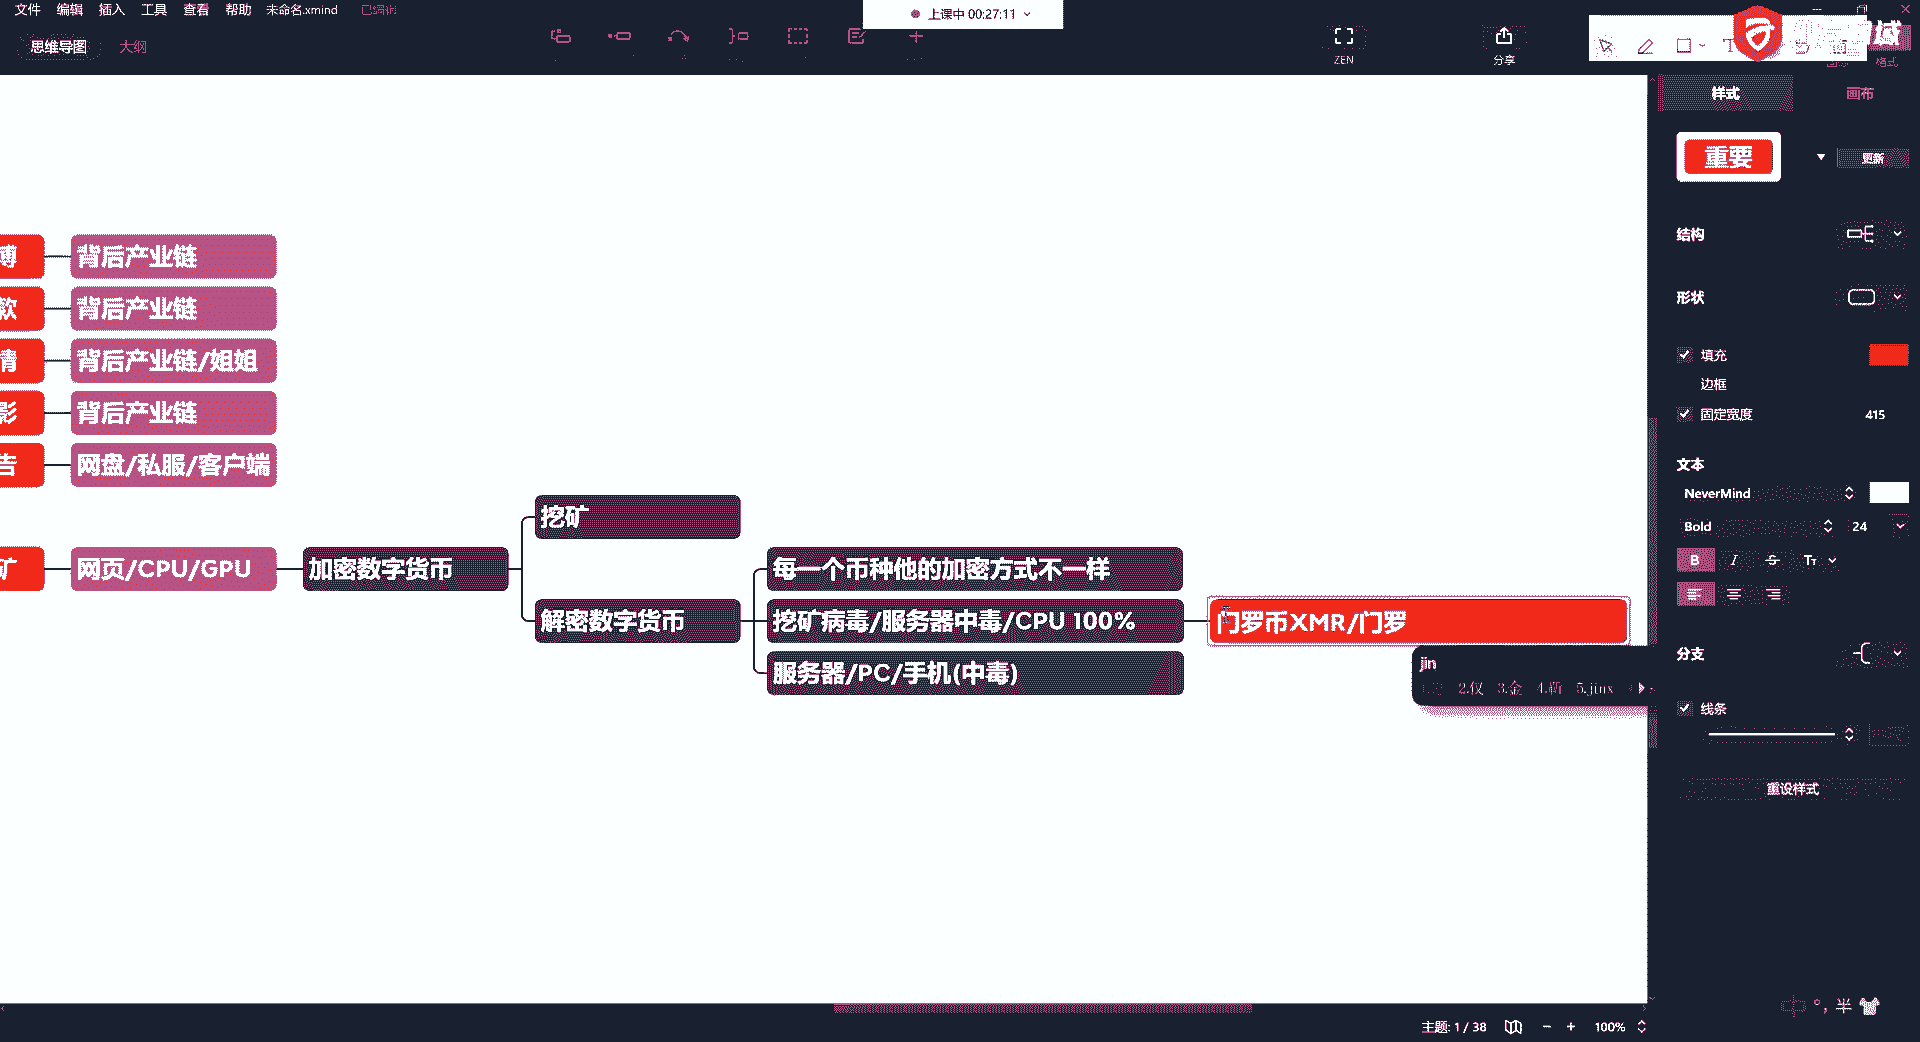 文件 编辑 插入 工具 查看 帮助 未命名.xmind 已编辑
上课中 00:27:11
思维导图 大纲
ZEN
分享
格式
样式 画布
重要
更新
结构
形状
填充
边框
固定宽度 415
文本
NeverMind
Bold 24
B I S Tт
分支
线条
重设样式
博 背后产业链
款 背后产业链
情 背后产业链/姐姐
影 背后产业链
告 网盘/私服/客户端
矿 网页/CPU/GPU 加密数字货币
挖矿
解密数字货币
每一个币种他的加密方式不一样
挖矿病毒/服务器中毒/CPU 100%
服务器/PC/手机(中毒)
门罗币XMR/门罗
jin
2.仅 3.金 4.斤 5.jinx
半
主题: 1 / 38
100%